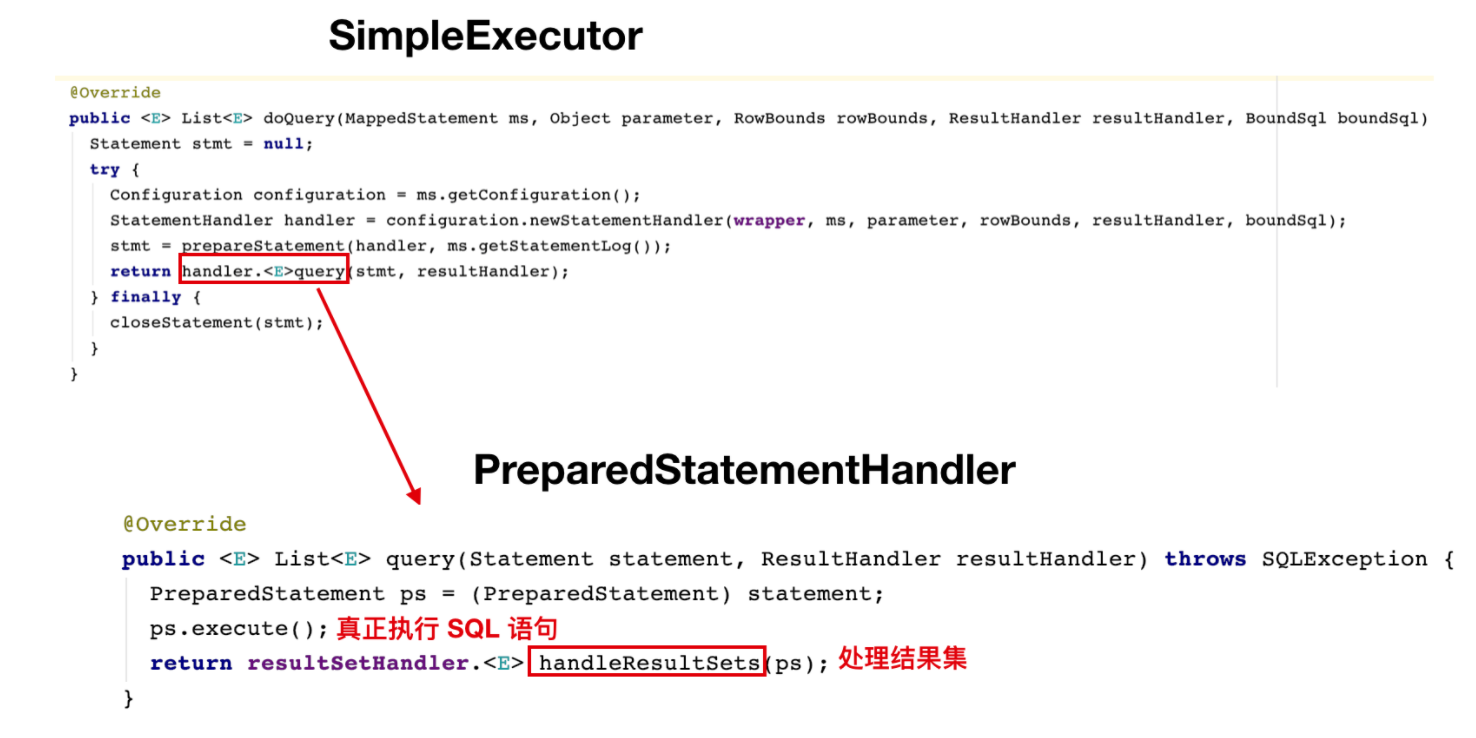 SimpleExecutor
@Override
public <E> List<E> doQuery(MappedStatement ms, Object parameter, RowBounds rowBounds, ResultHandler resultHandler, BoundSql boundSql)
Statement stmt = null;
try {
Configuration configuration = ms.getConfiguration();
StatementHandler handler = configuration.newStatementHandler(wrapper, ms, parameter, rowBounds, resultHandler, boundSql);
stmt = prepareStatement(handler, ms.getStatementLog());
return handler.<E>query(stmt, resultHandler);
} finally {
closeStatement(stmt);
}
}
PreparedStatementHandler
@Override
public <E> List<E> query(Statement statement, ResultHandler resultHandler) throws SQLException {
PreparedStatement ps = (PreparedStatement) statement;
ps.execute(); 真正执行 SQL 语句
return resultSetHandler.<E> handleResultSets(ps); 处理结果集
}